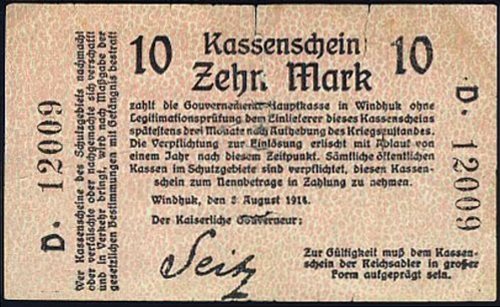 10 Kassenschein 10
Zehn Mark
zahlt die Gouvernements-Hauptkasse in Windhuk ohne
Legitimationsprüfung dem Einlieferer dieses Kassenscheins
spätestens drei Monate nach Aufhebung des Kriegszustandes.
Die Verpflichtung zur Einlösung erlischt mit Ablauf von
einem Jahr nach diesem Zeitpunkt. Sämtliche öffentlichen
Kassen im Schutzgebiete sind verpflichtet, diesen Kassen-
schein zum Nennbetrage in Zahlung zu nehmen.
Windhuk, den 8 August 1914.
Der Kaiserliche Gouverneur:
Seitz
Zur Gültigkeit muß dem Kassen-
schein der Reichsadler in großer
Form aufgeprägt sein.
D. 12009
Wer Kassenscheine des Schutzgebiets nachmacht
oder verfälscht oder nachgemachte sich verschafft
und in Verkehr bringt, wird nach Maßgabe der
gesetzlichen Bestimmungen mit Gefängnis bestraft
D. 12009